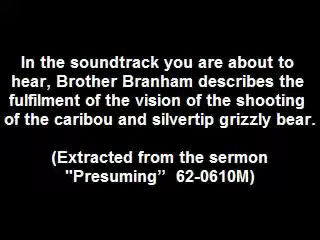 In the soundtrack you are about to
hear, Brother Branham describes the
fulfilment of the vision of the shooting
of the caribou and silvertip grizzly bear.
(Extracted from the sermon
"Presuming” 62-0610M)